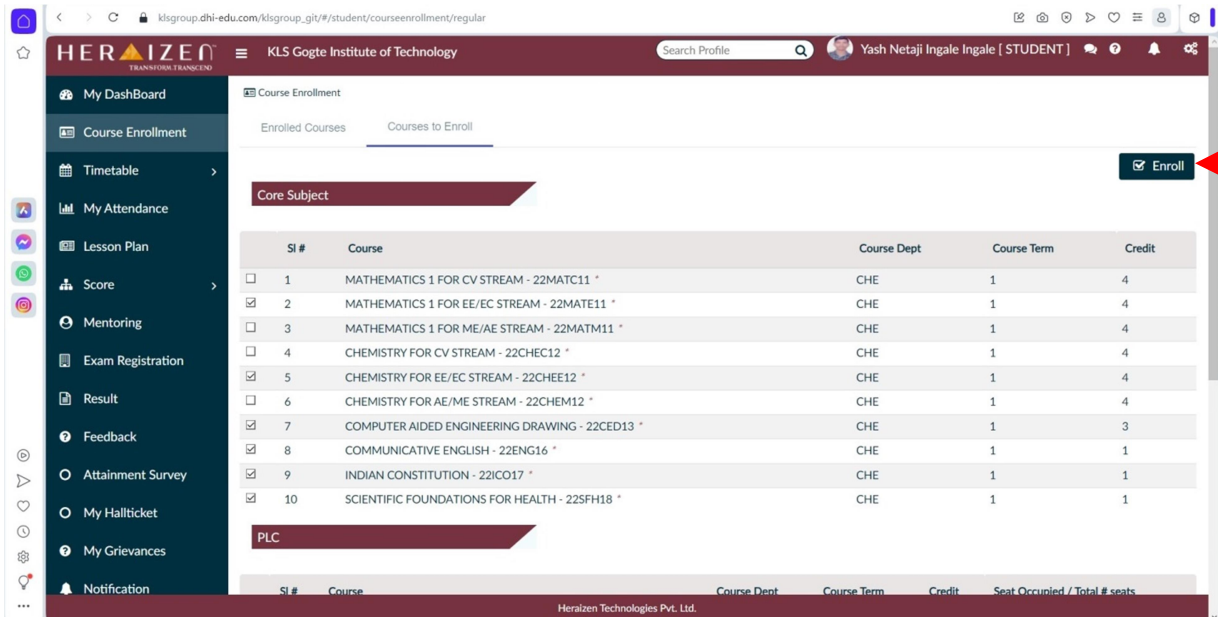 klsgroup.dhi-edu.com/klsgroup_git/#/student/courseenrollment/regular
HERAIZEN
TRANSFORM.TRANSCEND
KLS Gogte Institute of Technology
Search Profile
Yash Netaji Ingale Ingale [ STUDENT ]
My DashBoard
Course Enrollment
Timetable
My Attendance
Lesson Plan
Score
Mentoring
Exam Registration
Result
Feedback
Attainment Survey
My Hallticket
My Grievances
Notification
Course Enrollment
Enrolled Courses Courses to Enroll
Enroll
Core Subject
Sl # Course Course Dept Course Term Credit
1 MATHEMATICS 1 FOR CV STREAM - 22MATC11 * CHE 1 4
2 MATHEMATICS 1 FOR EE/EC STREAM - 22MATE11 * CHE 1 4
3 MATHEMATICS 1 FOR ME/AE STREAM - 22MATM11 * CHE 1 4
4 CHEMISTRY FOR CV STREAM - 22CHEC12 * CHE 1 4
5 CHEMISTRY FOR EE/EC STREAM - 22CHEE12 * CHE 1 4
6 CHEMISTRY FOR AE/ME STREAM - 22CHEM12 * CHE 1 4
7 COMPUTER AIDED ENGINEERING DRAWING - 22CED13 * CHE 1 3
8 COMMUNICATIVE ENGLISH - 22ENG16 * CHE 1 1
9 INDIAN CONSTITUTION - 22ICO17 * CHE 1 1
10 SCIENTIFIC FOUNDATIONS FOR HEALTH - 22SFH18 * CHE 1 1
PLC
Sl # Course Course Dept Course Term Credit Seat Occupied / Total # seats
Heraizen Technologies Pvt. Ltd.